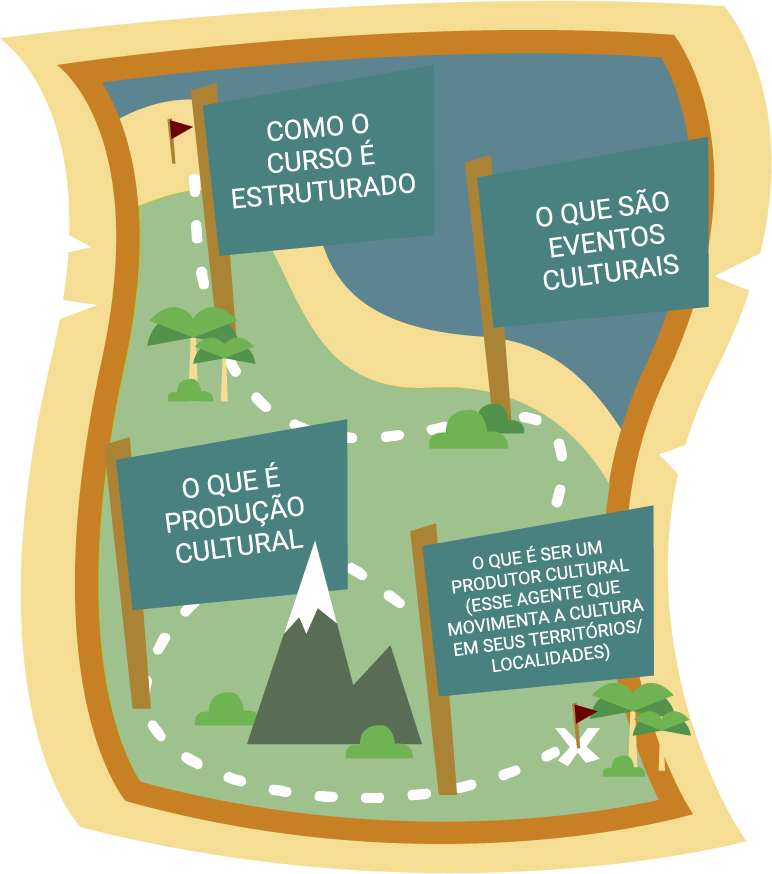 COMO O
CURSO É
ESTRUTURADO
O QUE SÃO
EVENTOS
CULTURAIS
O QUE É
PRODUÇÃO
CULTURAL
O QUE É SER UM
PRODUTOR CULTURAL
(ESSE AGENTE QUE
MOVIMENTA A CULTURA
EM SEUS TERRITÓRIOS/
LOCALIDADES)